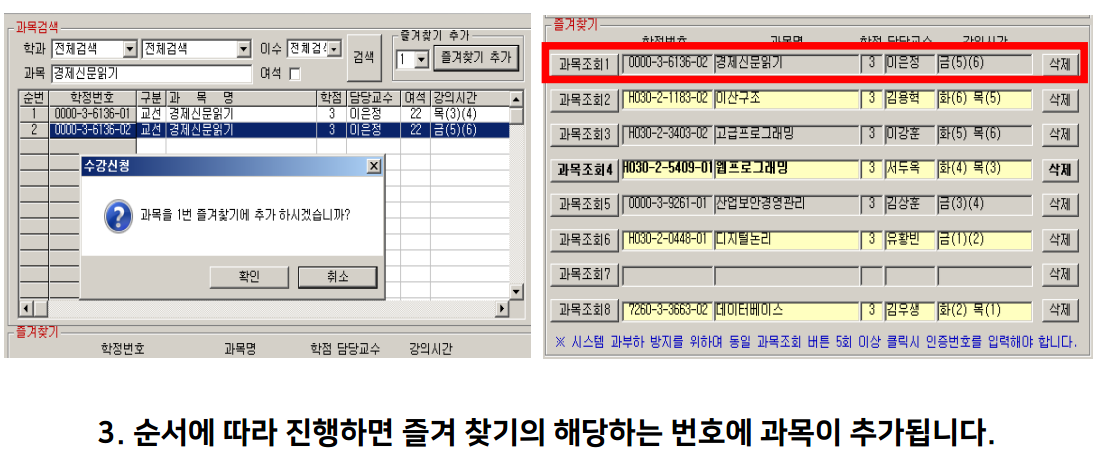 과목검색
학과 전체검색 전체검색 이수 전체검색 검색
과목 경제신문읽기 여석
즐겨찾기 추가
1 즐겨찾기 추가
순번 학정번호 구분 과 목 명 학점 담당교수 여석 강의시간
1 0000-3-6136-01 교선 경제신문읽기 3 이은정 22 목(3)(4)
2 0000-3-6136-02 교선 경제신문읽기 3 이은정 22 금(5)(6)
수강신청
과목을 1번 즐겨찾기에 추가 하시겠습니까?
확인 취소
즐겨찾기
학정번호 과목명 학점 담당교수 강의시간
즐겨찾기
학정번호 과목명 학점 담당교수 강의시간
과목조회1 0000-3-6136-02 경제신문읽기 3 이은정 금(5)(6) 삭제
과목조회2 H030-2-1183-02 이산구조 3 김용혁 화(6) 목(5) 삭제
과목조회3 H030-2-3403-02 고급프로그래밍 3 이강훈 화(5) 목(6) 삭제
과목조회4 H030-2-5409-01 웹프로그래밍 3 서두옥 화(4) 목(3) 삭제
과목조회5 0000-3-9261-01 산업보안경영관리 3 김상훈 금(3)(4) 삭제
과목조회6 H030-2-0448-01 디지털논리 3 유황빈 금(1)(2) 삭제
과목조회7 삭제
과목조회8 7260-3-3663-02 데이터베이스 3 김우생 화(2) 목(1) 삭제
※ 시스템 과부하 방지를 위하여 동일 과목조회 버튼 5회 이상 클릭시 인증번호를 입력해야 합니다.
3. 순서에 따라 진행하면 즐겨 찾기의 해당하는 번호에 과목이 추가됩니다.